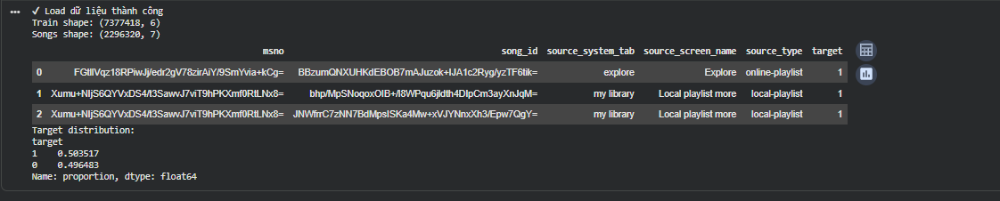 ✓ Load dữ liệu thành công
Train shape: (7377418, 6)
Songs shape: (2296320, 7)
msno song_id source_system_tab source_screen_name source_type target
0 FGtllVqz18RPiwJj/edr2gV78zirAiY/9SmYvia+kCg= BBzumQNXUHKdEBOB7mAJuzok+IJA1c2Ryg/yzTF6tik= explore Explore online-playlist 1
1 Xumu+NIjS6QYVxDS4/t3SawvJ7viT9hPKXmf0RtLNx8= bhp/MpSNoqoxOIB+/l8WPqu6jldth4DIpCm3ayXnJqM= my library Local playlist more local-playlist 1
2 Xumu+NIjS6QYVxDS4/t3SawvJ7viT9hPKXmf0RtLNx8= JNWfrrC7zNN7BdMpsISKa4Mw+xVJYNnxXh3/Epw7QgY= my library Local playlist more local-playlist 1
Target distribution:
target
1 0.503517
0 0.496483
Name: proportion, dtype: float64